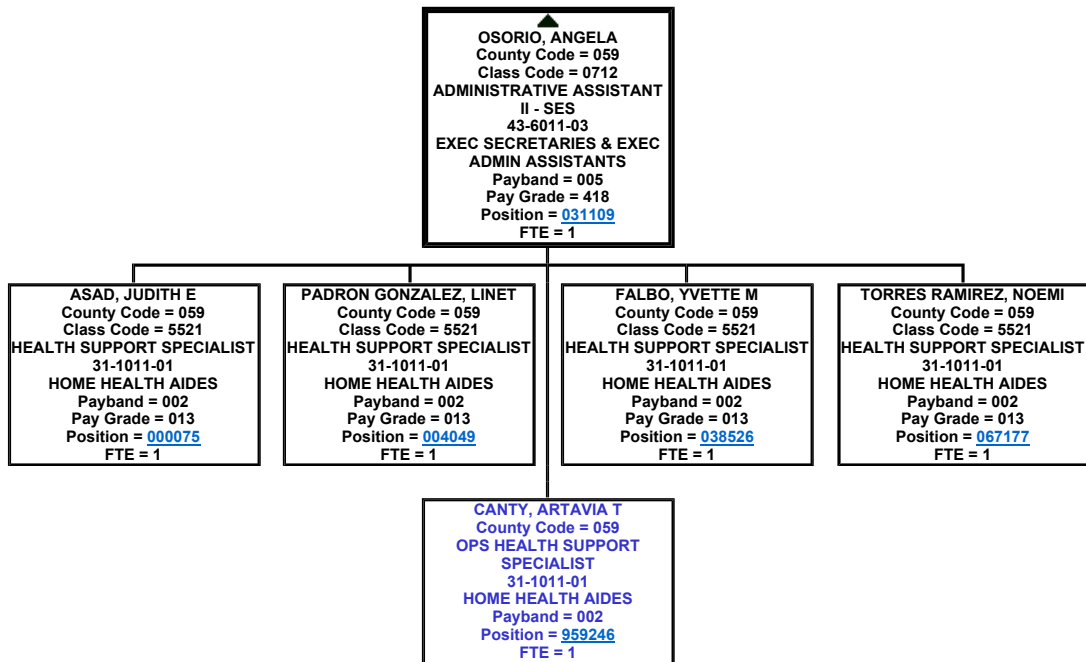 OSORIO, ANGELA
County Code = 059
Class Code = 0712
ADMINISTRATIVE ASSISTANT
II - SES
43-6011-03
EXEC SECRETARIES & EXEC
ADMIN ASSISTANTS
Payband = 005
Pay Grade = 418
Position = 031109
FTE = 1
ASAD, JUDITH E
County Code = 059
Class Code = 5521
HEALTH SUPPORT SPECIALIST
31-1011-01
HOME HEALTH AIDES
Payband = 002
Pay Grade = 013
Position = 000075
FTE = 1
PADRON GONZALEZ, LINET
County Code = 059
Class Code = 5521
HEALTH SUPPORT SPECIALIST
31-1011-01
HOME HEALTH AIDES
Payband = 002
Pay Grade = 013
Position = 004049
FTE = 1
FALBO, YVETTE M
County Code = 059
Class Code = 5521
HEALTH SUPPORT SPECIALIST
31-1011-01
HOME HEALTH AIDES
Payband = 002
Pay Grade = 013
Position = 038526
FTE = 1
TORRES RAMIREZ, NOEMI
County Code = 059
Class Code = 5521
HEALTH SUPPORT SPECIALIST
31-1011-01
HOME HEALTH AIDES
Payband = 002
Pay Grade = 013
Position = 067177
FTE = 1
CANTY, ARTAVIA T
County Code = 059
OPS HEALTH SUPPORT
SPECIALIST
31-1011-01
HOME HEALTH AIDES
Payband = 002
Position = 959246
FTE = 1